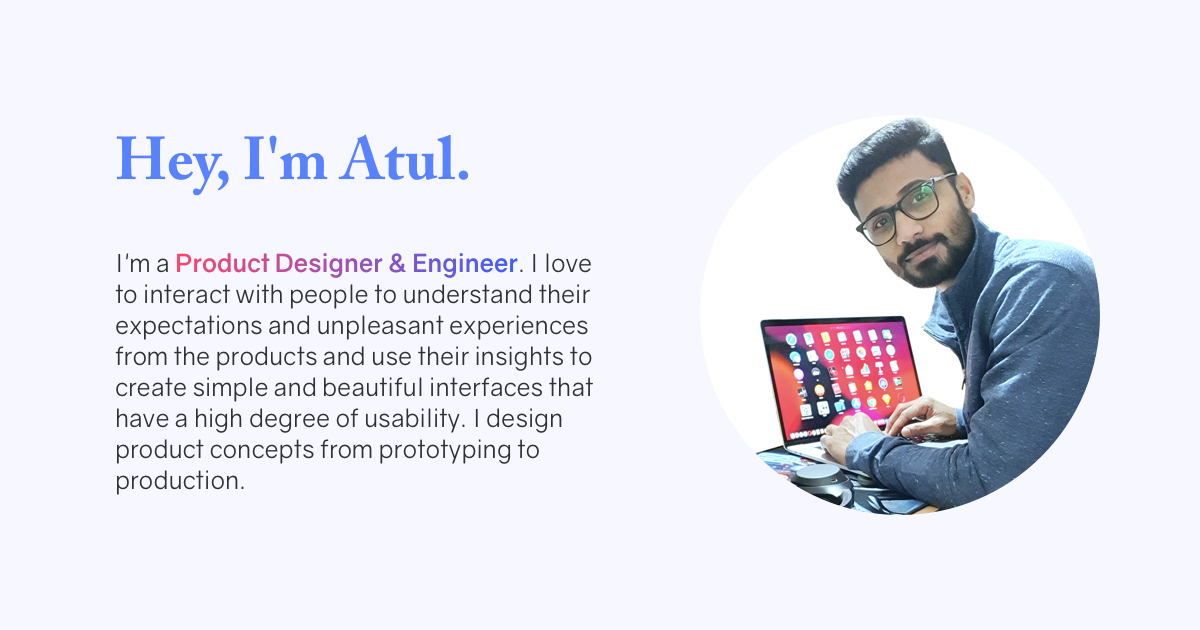 Hey, I'm Atul.
I'm a Product Designer & Engineer. I love
to interact with people to understand their
expectations and unpleasant experiences
from the products and use their insights to
create simple and beautiful interfaces that
have a high degree of usability. I design
product concepts from prototyping to
production.